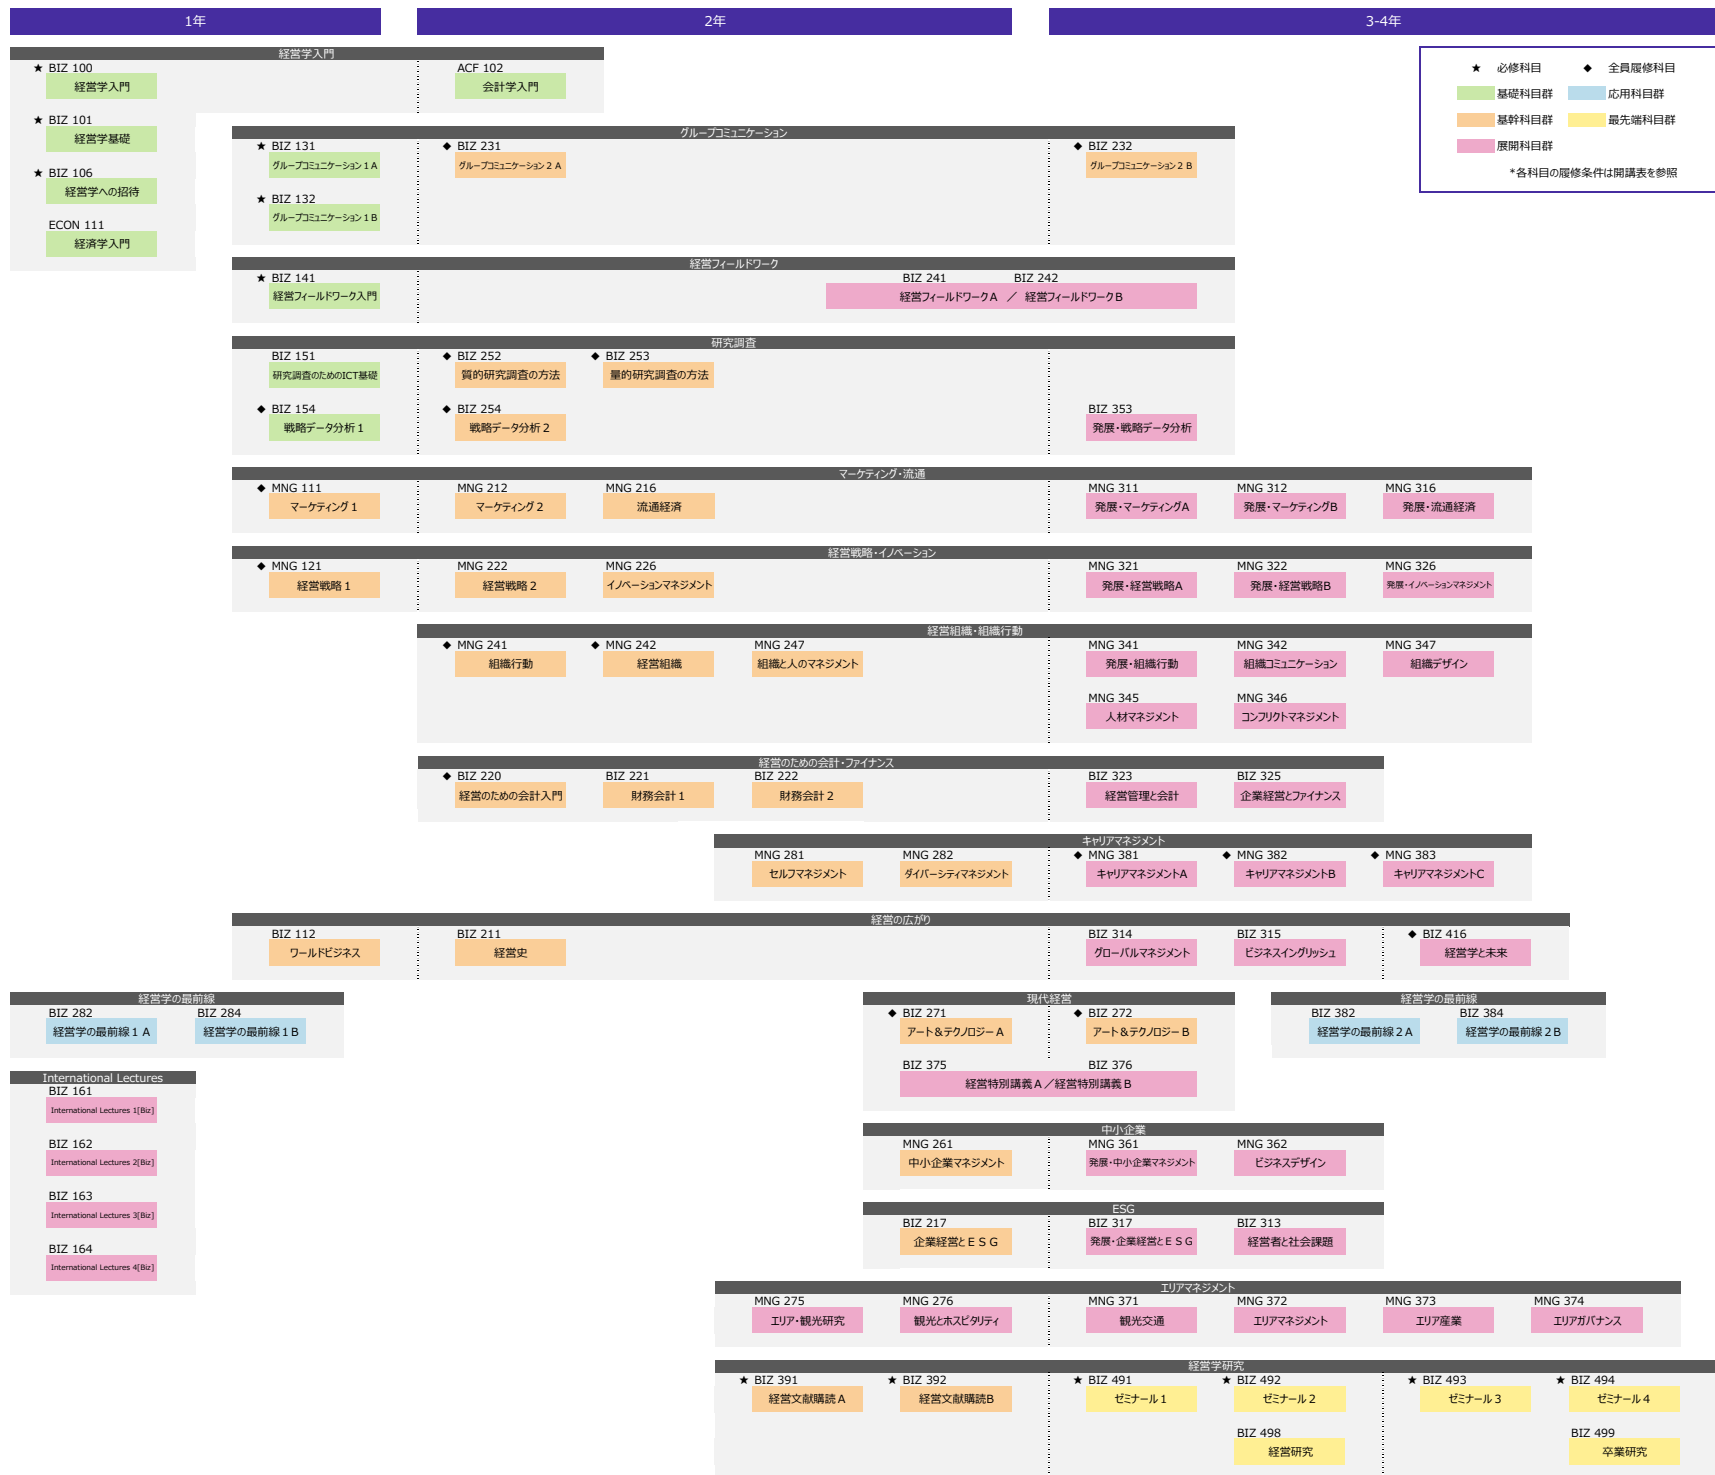 1年
2年
3-4年
経営学入門
★ BIZ 100
経営学入門
ACF 102
会計学入門
★ BIZ 101
経営学基礎
★ BIZ 106
経営学への招待
ECON 111
経済学入門
★ 必修科目 ◆ 全員履修科目
基礎科目群 応用科目群
基幹科目群 最先端科目群
展開科目群
*各科目の履修条件は開講表を参照
グループコミュニケーション
★ BIZ 131 ◆ BIZ 231 ◆ BIZ 232
グループコミュニケーション１A グループコミュニケーション２A グループコミュニケーション２B
★ BIZ 132
グループコミュニケーション１B
経営フィールドワーク
★ BIZ 141 BIZ 241 BIZ 242
経営フィールドワーク入門 経営フィールドワークA ／ 経営フィールドワークB
研究調査
BIZ 151 ◆ BIZ 252 ◆ BIZ 253
研究調査のためのICT基礎 質的研究調査の方法 量的研究調査の方法
◆ BIZ 154 ◆ BIZ 254 BIZ 353
戦略データ分析１ 戦略データ分析２ 発展・戦略データ分析
マーケティング・流通
◆ MNG 111 MNG 212 MNG 216 MNG 311 MNG 312 MNG 316
マーケティング１ マーケティング２ 流通経済 発展・マーケティングA 発展・マーケティングB 発展・流通経済
経営戦略・イノベーション
◆ MNG 121 MNG 222 MNG 226 MNG 321 MNG 322 MNG 326
経営戦略１ 経営戦略２ イノベーションマネジメント 発展・経営戦略A 発展・経営戦略B 発展・イノベーションマネジメント
経営組織・組織行動
◆ MNG 241 ◆ MNG 242 MNG 247 MNG 341 MNG 342 MNG 347
組織行動 経営組織 組織と人のマネジメント 発展・組織行動 組織コミュニケーション 組織デザイン
MNG 345 MNG 346
人材マネジメント コンフリクトマネジメント
経営のための会計・ファイナンス
◆ BIZ 220 BIZ 221 BIZ 222 BIZ 323 BIZ 325
経営のための会計入門 財務会計１ 財務会計２ 経営管理と会計 企業経営とファイナンス
キャリアマネジメント
MNG 281 MNG 282 ◆ MNG 381 ◆ MNG 382 ◆ MNG 383
セルフマネジメント ダイバーシティマネジメント キャリアマネジメントA キャリアマネジメントB キャリアマネジメントC
経営の広がり
BIZ 112 BIZ 211 BIZ 314 BIZ 315 ◆ BIZ 416
ワールドビジネス 経営史 グローバルマネジメント ビジネスイングリッシュ 経営学と未来
経営学の最前線
BIZ 282 BIZ 284
経営学の最前線１A 経営学の最前線１B
現代経営
◆ BIZ 271 ◆ BIZ 272
アート＆テクノロジーA アート＆テクノロジーB
BIZ 375 BIZ 376
経営特別講義A／経営特別講義B
経営学の最前線
BIZ 382 BIZ 384
経営学の最前線２A 経営学の最前線２B
International Lectures
BIZ 161
International Lectures 1[Biz]
BIZ 162
International Lectures 2[Biz]
BIZ 163
International Lectures 3[Biz]
BIZ 164
International Lectures 4[Biz]
中小企業
MNG 261 MNG 361 MNG 362
中小企業マネジメント 発展・中小企業マネジメント ビジネスデザイン
ESG
BIZ 217 BIZ 317 BIZ 313
企業経営とＥＳＧ 発展・企業経営とＥＳＧ 経営者と社会課題
エリアマネジメント
MNG 275 MNG 276 MNG 371 MNG 372 MNG 373 MNG 374
エリア・観光研究 観光とホスピタリティ 観光交通 エリアマネジメント エリア産業 エリアガバナンス
経営学研究
★ BIZ 391 ★ BIZ 392 ★ BIZ 491 ★ BIZ 492 ★ BIZ 493 ★ BIZ 494
経営文献購読A 経営文献購読B ゼミナール１ ゼミナール２ ゼミナール３ ゼミナール４
BIZ 498 BIZ 499
経営研究 卒業研究